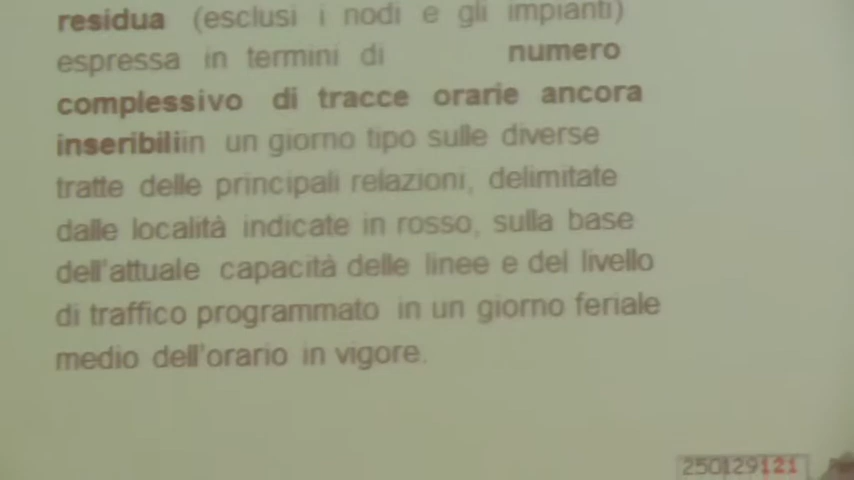 residua (esclusi i nodi e gli impianti)
espressa in termini di numero
complessivo di tracce orarie ancora
inseribiliin un giorno tipo sulle diverse
tratte delle principali relazioni, delimitate
dalle località indicate in rosso, sulla base
dell'attuale capacità delle linee e del livello
di traffico programmato in un giorno feriale
medio dell'orario in vigore.
250129121